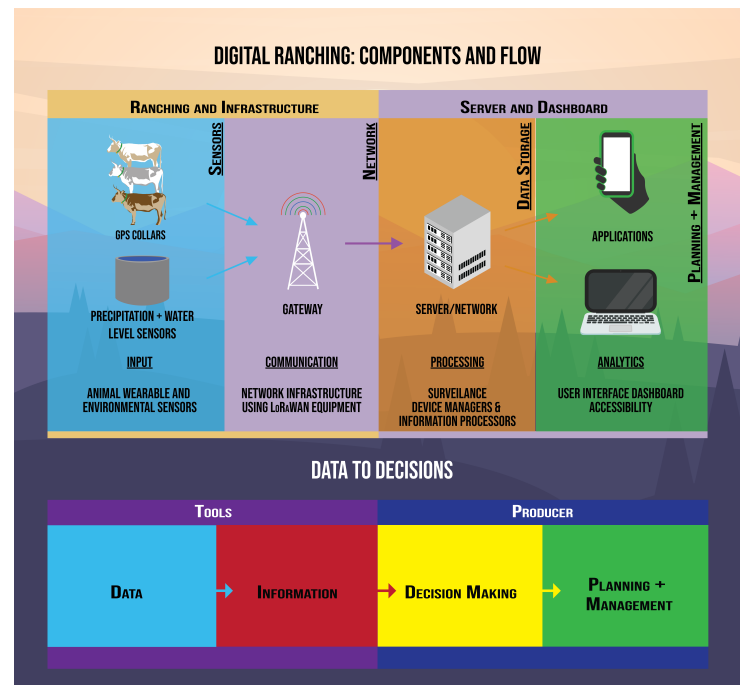 DIGITAL RANCHING: COMPONENTS AND FLOW
RANCHING AND INFRASTRUCTURE
SERVER AND DASHBOARD
SENSORS
NETWORK
DATA STORAGE
PLANNING + MANAGEMENT
GPS COLLARS
PRECIPITATION + WATER
LEVEL SENSORS
GATEWAY
SERVER/NETWORK
APPLICATIONS
INPUT
ANIMAL WEARABLE AND
ENVIRONMENTAL SENSORS
COMMUNICATION
NETWORK INFRASTRUCTURE
USING LoRaWAN EQUIPMENT
PROCESSING
SURVEILANCE
DEVICE MANAGERS &
INFORMATION PROCESSORS
ANALYTICS
USER INTERFACE DASHBOARD
ACCESSIBILITY
DATA TO DECISIONS
TOOLS
PRODUCER
DATA
INFORMATION
DECISION MAKING
PLANNING +
MANAGEMENT